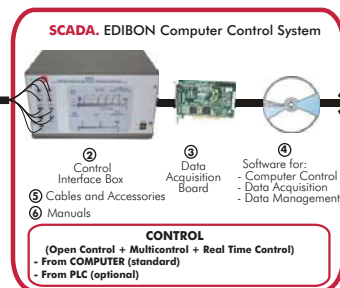 SCADA. EDIBON Computer Control System
②
Control
Interface Box
③
Data
Acquisition
Board
④
Software for:
- Computer Control
- Data Acquisition
- Data Management
⑤ Cables and Accessories
⑥ Manuals
CONTROL
(Open Control + Multicontrol + Real Time Control)
- From COMPUTER (standard)
- From PLC (optional)